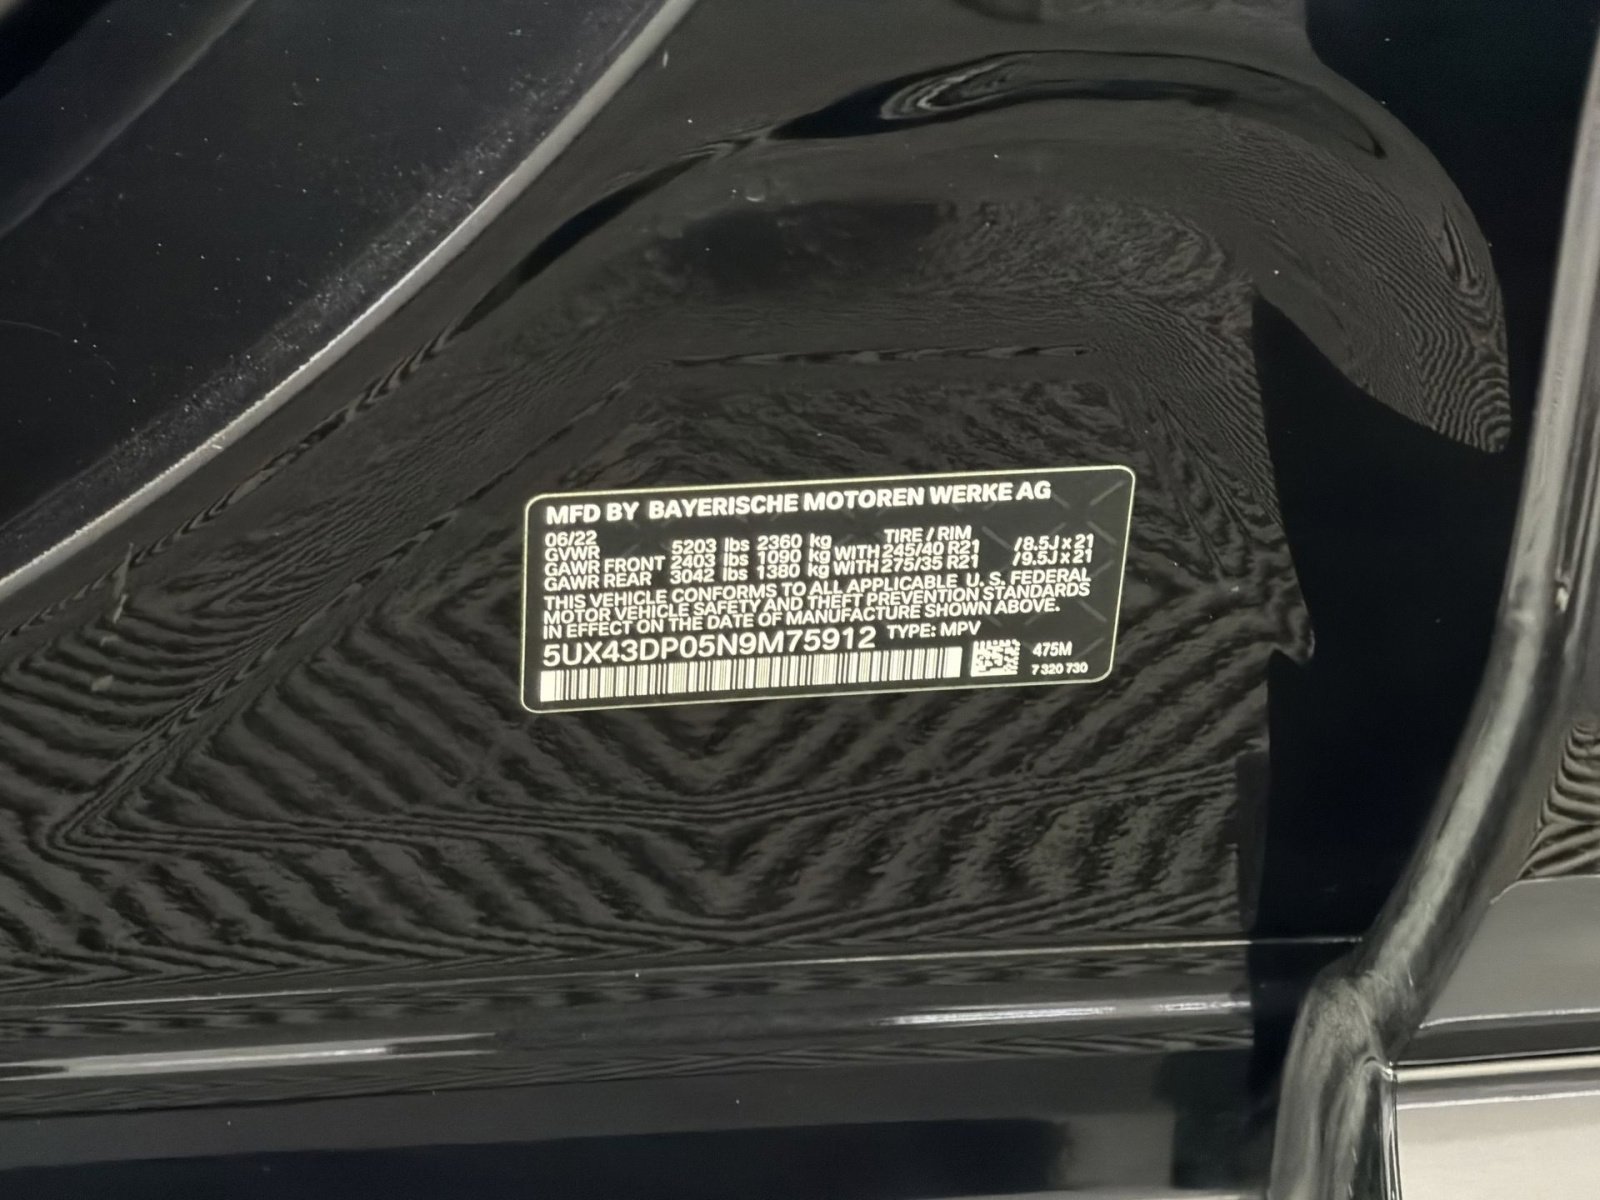 MFD BY BAYERISCHE MOTOREN WERKE AG
06/22 TIRE / RIM
GVWR 5203 lbs 2360 kg
GAWR FRONT 2403 lbs 1090 kg WITH 245/40 R21 /8.5J x 21
GAWR REAR 3042 lbs 1380 kg WITH 275/35 R21 /9.5J x 21
THIS VEHICLE CONFORMS TO ALL APPLICABLE U. S. FEDERAL
MOTOR VEHICLE SAFETY AND THEFT PREVENTION STANDARDS
IN EFFECT ON THE DATE OF MANUFACTURE SHOWN ABOVE.
5UX43DP05N9M75912 TYPE: MPV
475M
7 320 730